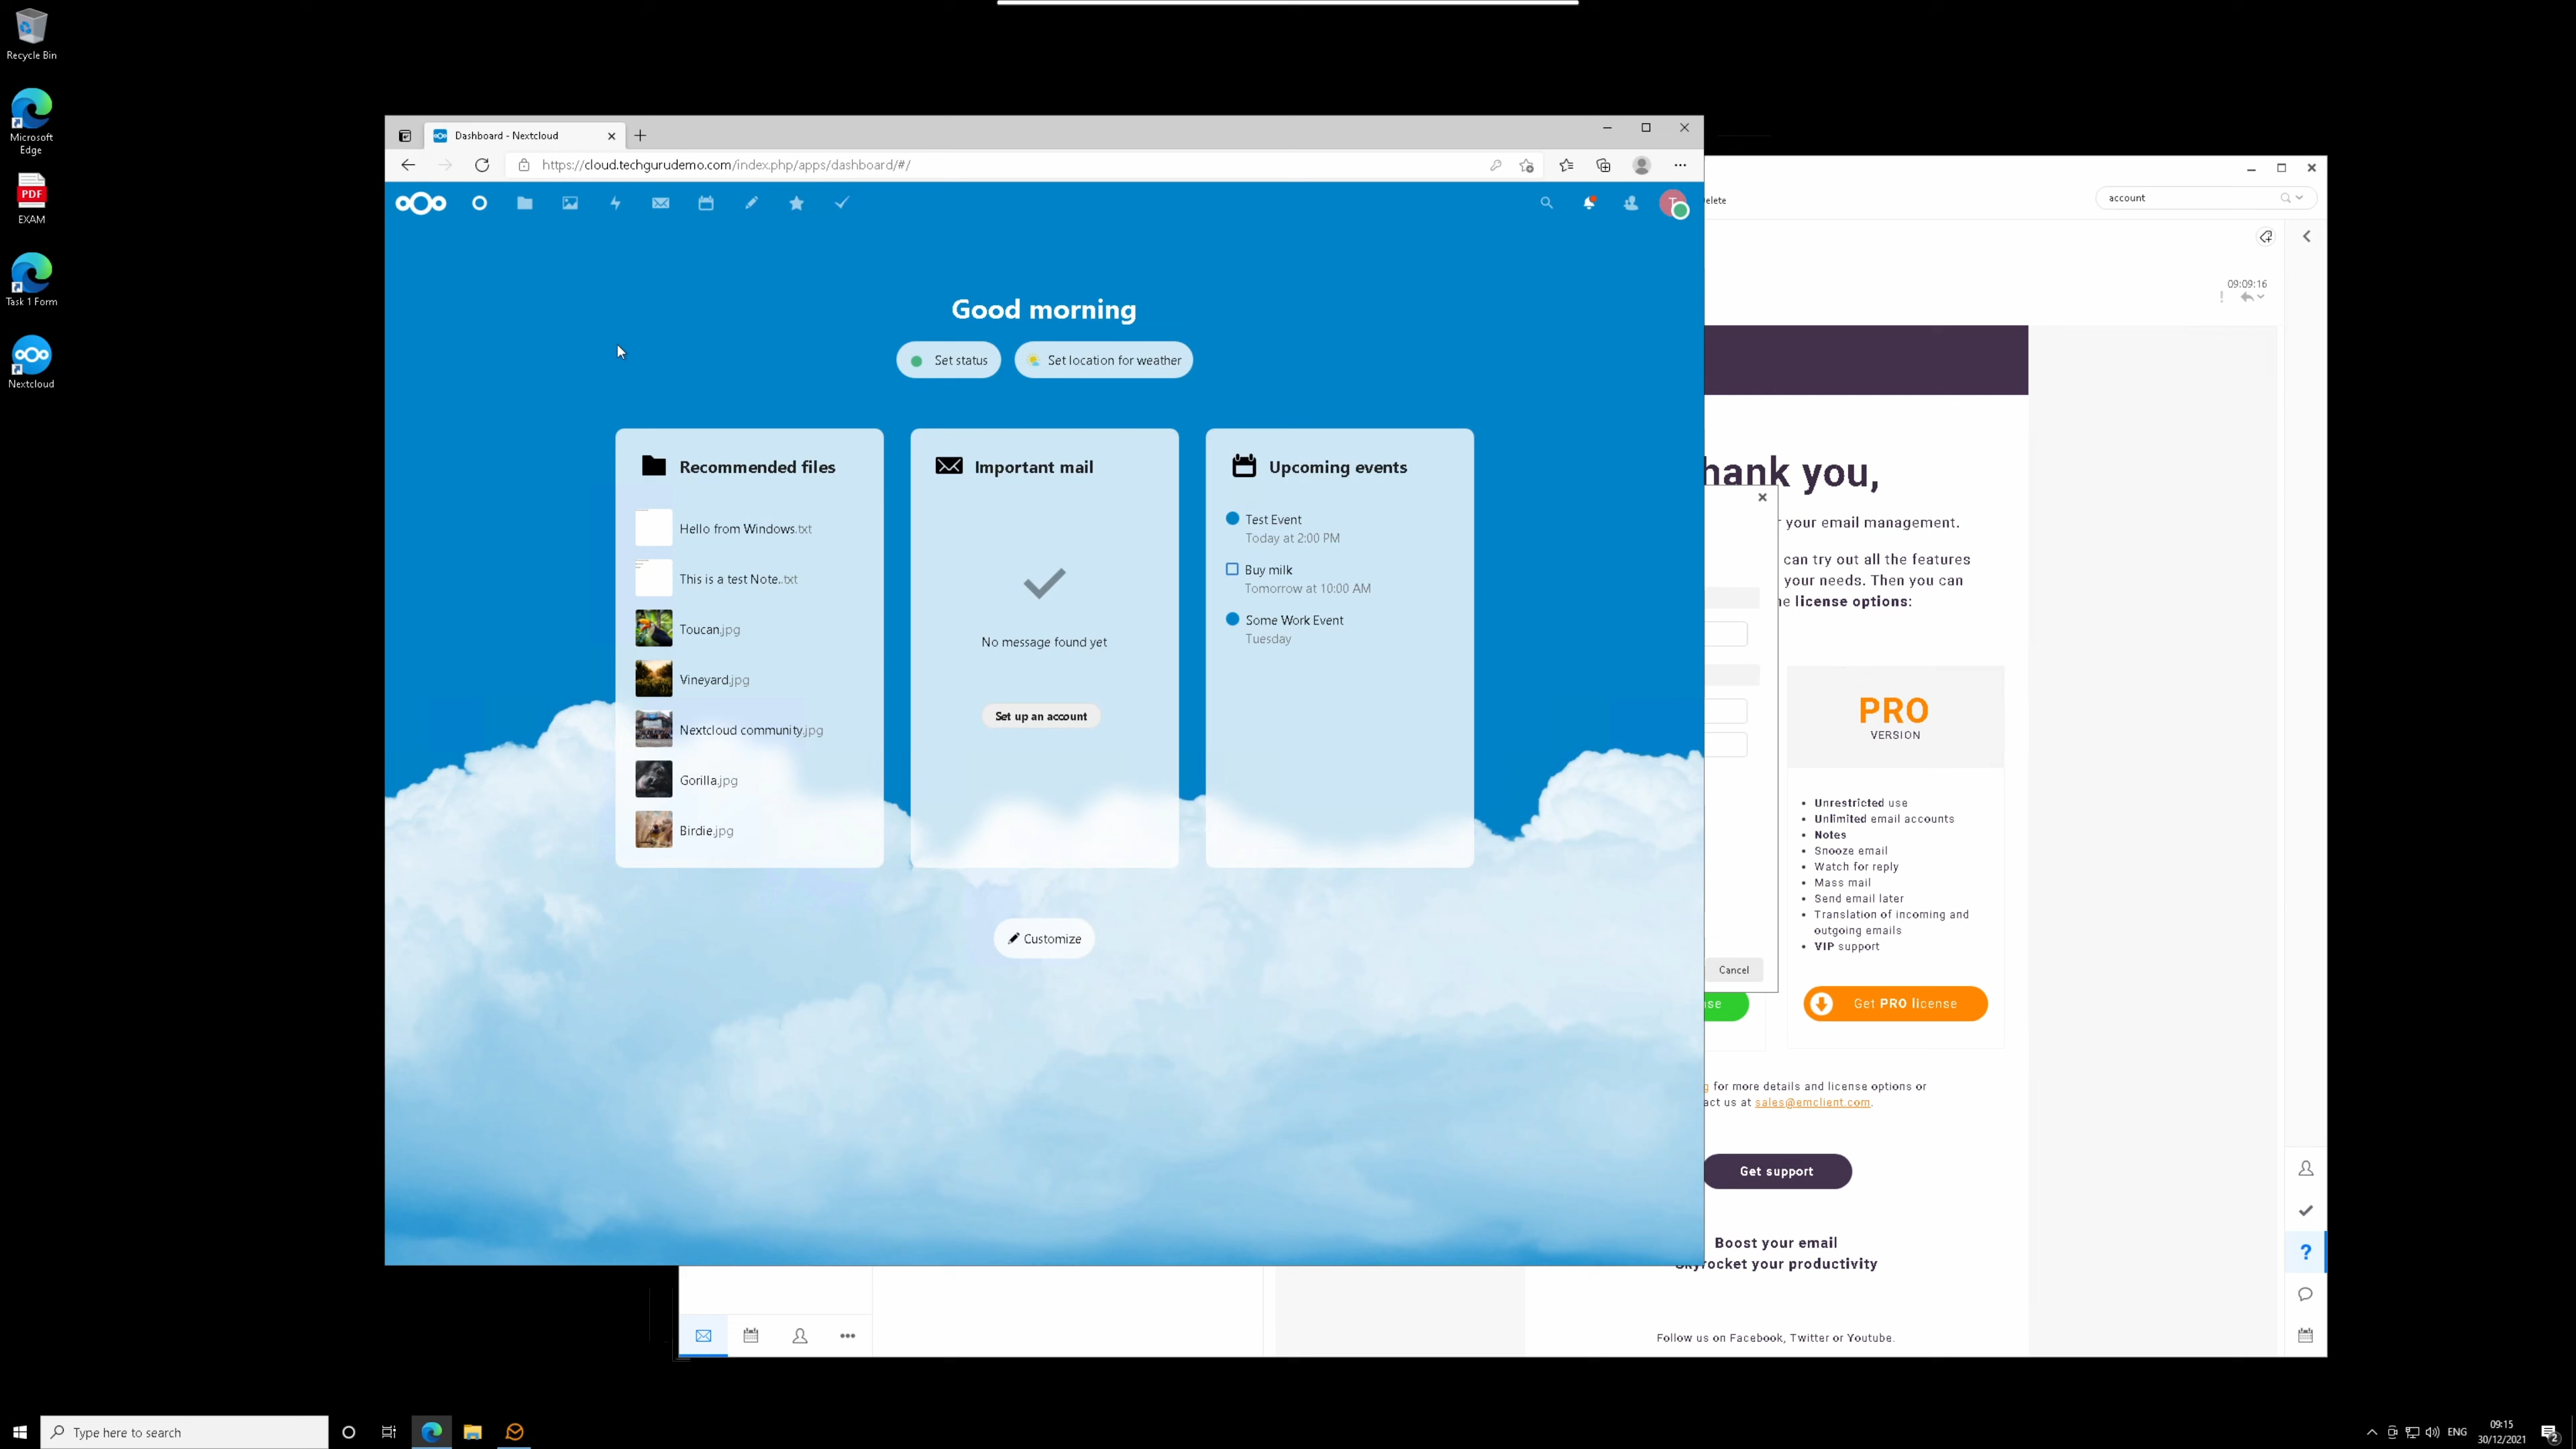 Recycle Bin
Microsoft
Edge
PDF
EXAM
Task 1 Form
Nextcloud
Dashboard - Nextcloud
https://cloud.techgurudemo.com/index.php/apps/dashboard/#/
T
Good morning
Set status
Set location for weather
Recommended files
Hello from Windows.txt
This is a test Note..txt
Toucan.jpg
Vineyard.jpg
Nextcloud community.jpg
Gorilla.jpg
Birdie.jpg
Important mail
No message found yet
Set up an account
Upcoming events
Test Event
Today at 2:00 PM
Buy milk
Tomorrow at 10:00 AM
Some Work Event
Tuesday
Customize
elete
account
09:09:16
hank you,
r your email management.
can try out all the features
your needs. Then you can
license options:
PRO
VERSION
Unrestricted use
Unlimited email accounts
Notes
Snooze email
Watch for reply
Mass mail
Send email later
Translation of incoming and
outgoing emails
VIP support
Cancel
nse
Get PRO license
g for more details and license options or
act us at sales@emclient.com.
Get support
Boost your email
Skyrocket your productivity
Follow us on Facebook, Twitter or Youtube.
Type here to search
ENG
09:15
30/12/2021
2